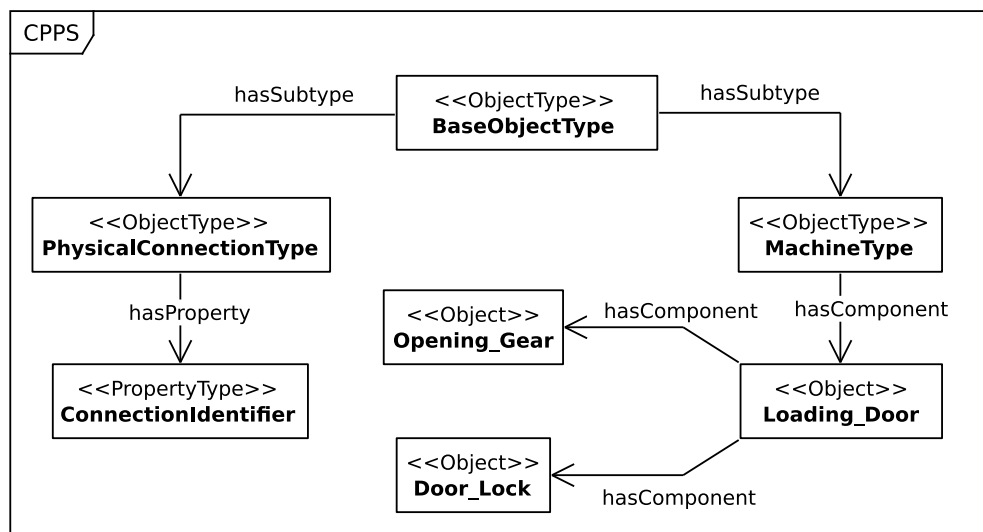 CPPS
hasSubtype
<<ObjectType>>
BaseObjectType
hasSubtype
<<ObjectType>>
PhysicalConnectionType
<<ObjectType>>
MachineType
hasProperty
<<Object>>
Opening_Gear
hasComponent
hasComponent
<<PropertyType>>
ConnectionIdentifier
<<Object>>
Loading_Door
<<Object>>
Door_Lock
hasComponent